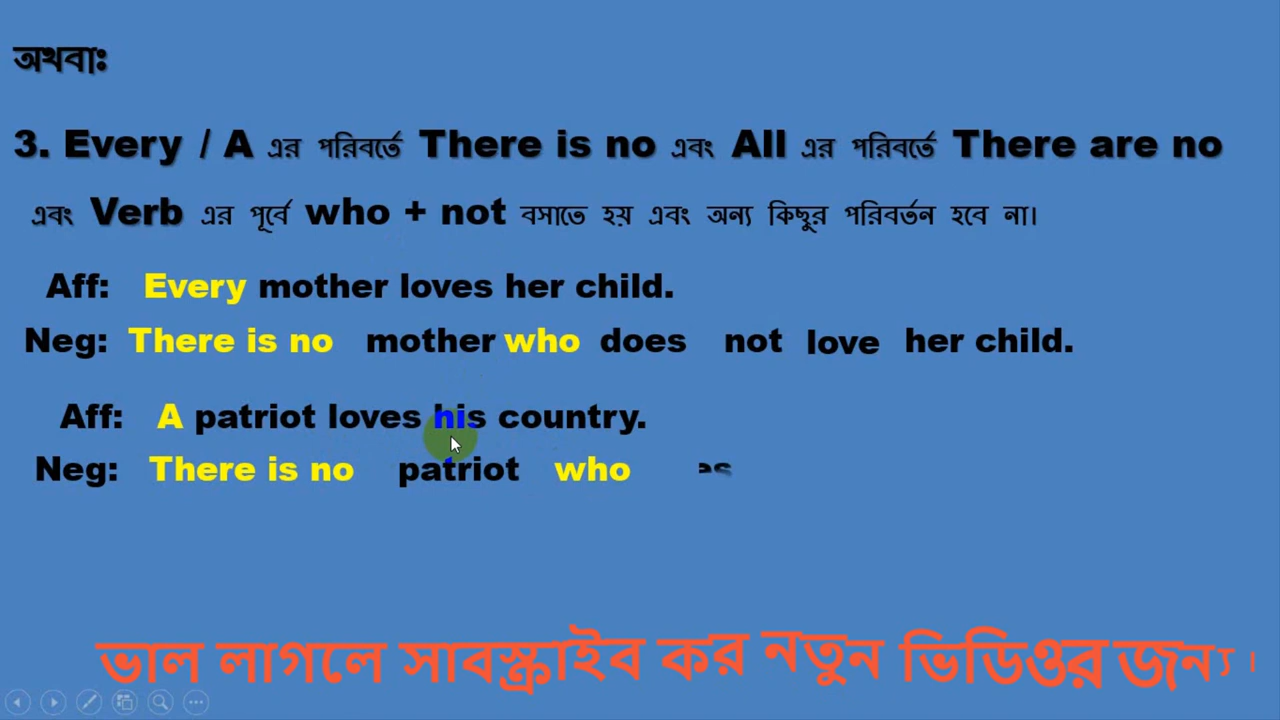 অথবাঃ
3. Every / A এর পরিবর্তে There is no এবং All এর পরিবর্তে There are no
এবং Verb এর পূর্বে who + not বসাতে হয় এবং অন্য কিছুর পরিবর্তন হবে না।
Aff: Every mother loves her child.
Neg: There is no mother who does not love her child.
Aff: A patriot loves his country.
Neg: There is no patriot who
ভাল লাগলে সাবস্ক্রাইব কর নতুন ভিডিওর জন্য।